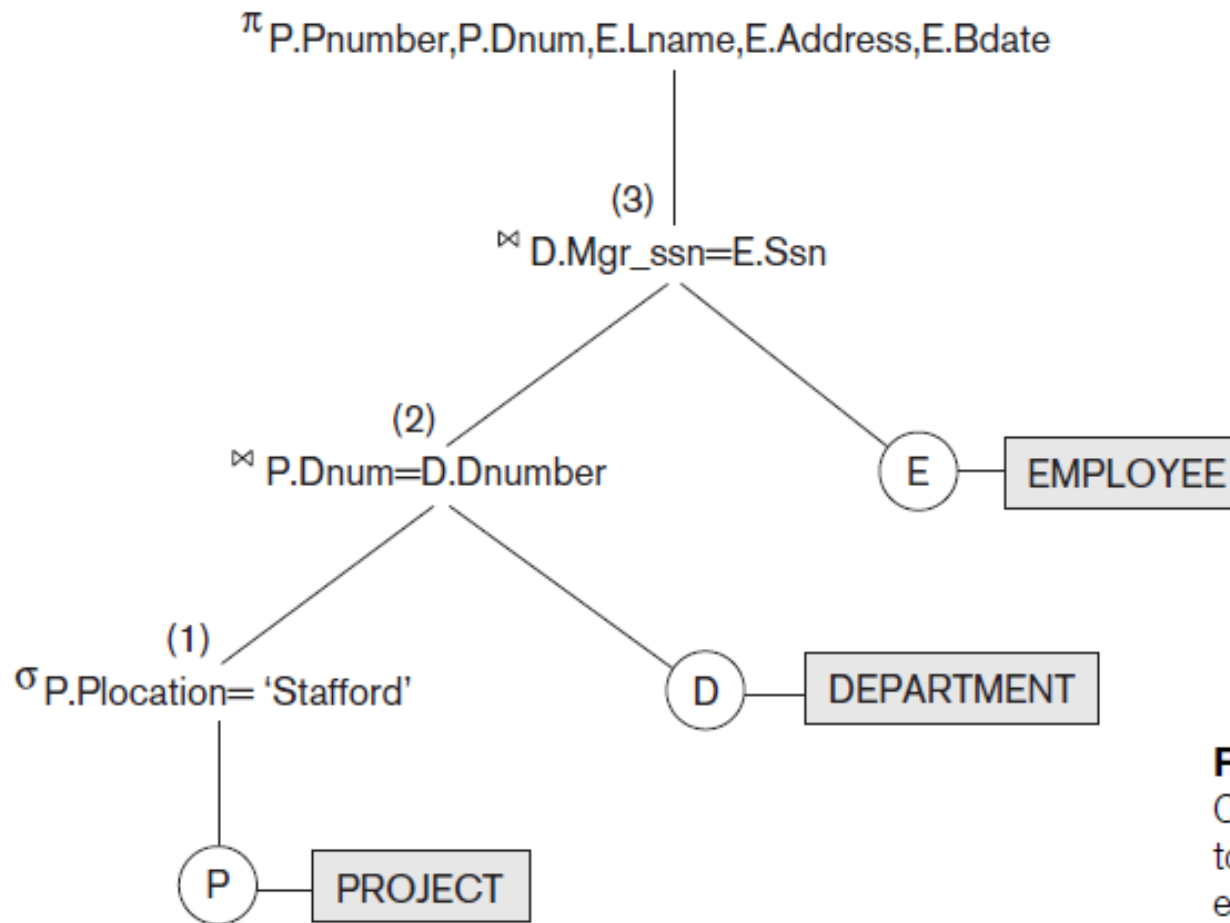 π P.Pnumber,P.Dnum,E.Lname,E.Address,E.Bdate
(3)
⋈ D.Mgr_ssn=E.Ssn
(2)
⋈ P.Dnum=D.Dnumber
E
EMPLOYEE
(1)
σ P.Plocation= ‘Stafford’
D
DEPARTMENT
P
PROJECT